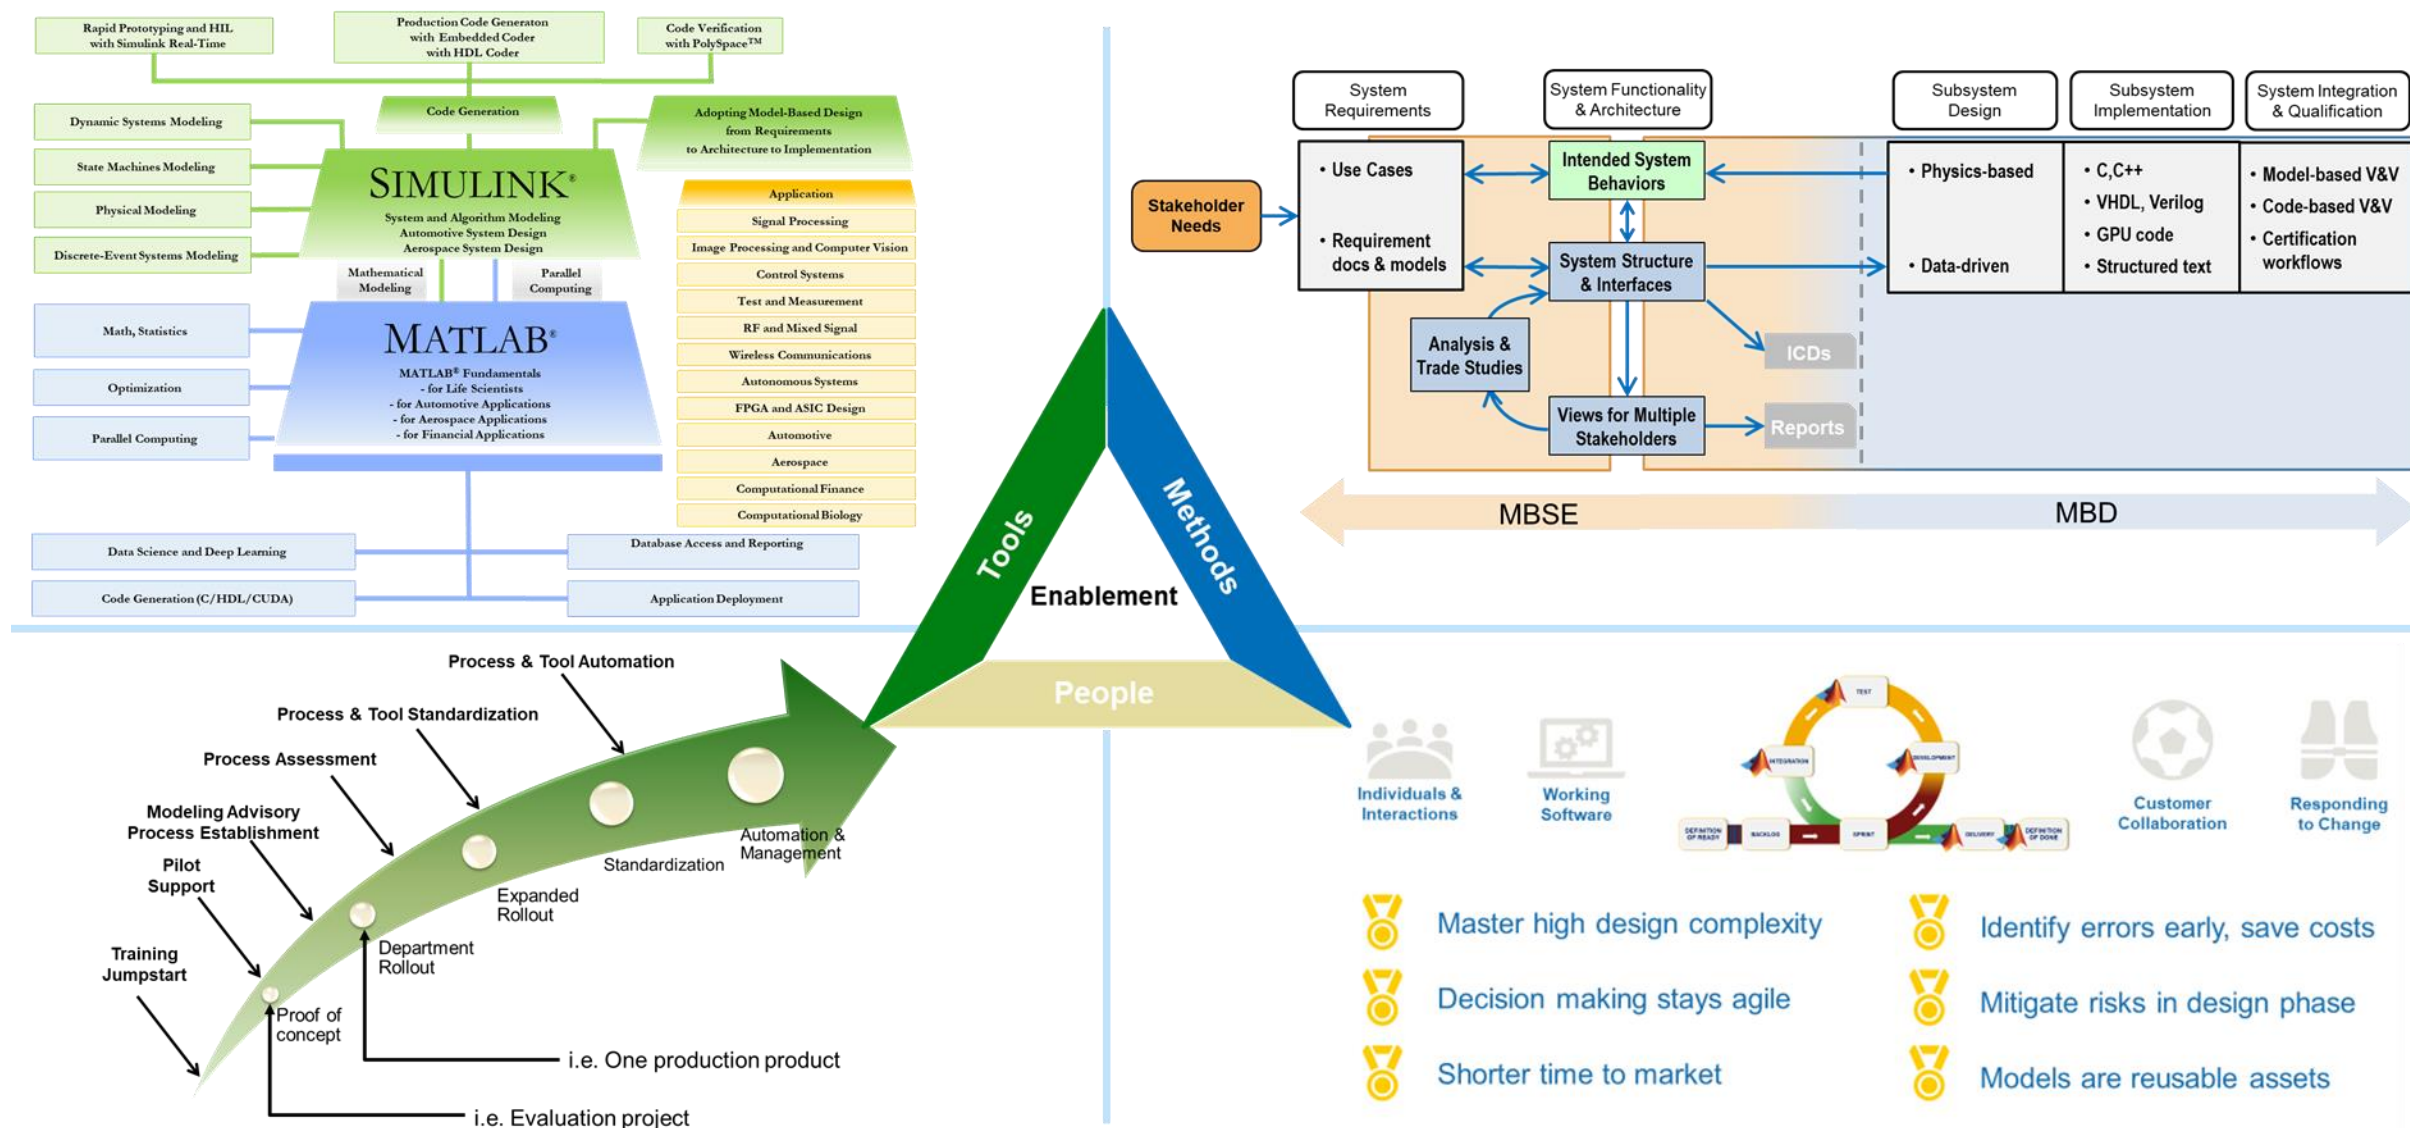 Rapid Prototyping and HIL
with Simulink Real-Time
Production Code Generaton
with Embedded Coder
with HDL Coder
Code Verification
with PolySpace™
Code Generation
Adopting Model-Based Design
from Requirements
to Architecture to Implementation
Dynamic Systems Modeling
State Machines Modeling
Physical Modeling
Discrete-Event Systems Modeling
SIMULINK®
System and Algorithm Modeling
Automotive System Design
Aerospace System Design
Mathematical
Modeling
Parallel
Computing
Math, Statistics
Optimization
Parallel Computing
MATLAB®
MATLAB® Fundamentals
- for Life Scientists
- for Automotive Applications
- for Aerospace Applications
- for Financial Applications
Application
Signal Processing
Image Processing and Computer Vision
Control Systems
Test and Measurement
RF and Mixed Signal
Wireless Communications
Autonomous Systems
FPGA and ASIC Design
Automotive
Aerospace
Computational Finance
Computational Biology
Data Science and Deep Learning
Database Access and Reporting
Code Generation (C/HDL/CUDA)
Application Deployment
System
Requirements
System Functionality
& Architecture
Subsystem
Design
Subsystem
Implementation
System Integration
& Qualification
Stakeholder
Needs
• Use Cases
• Requirement
docs & models
Intended System
Behaviors
System Structure
& Interfaces
Analysis &
Trade Studies
Views for Multiple
Stakeholders
ICDs
Reports
• Physics-based
• Data-driven
• C,C++
• VHDL, Verilog
• GPU code
• Structured text
• Model-based V&V
• Code-based V&V
• Certification
workflows
MBSE
MBD
Tools
Methods
Enablement
People
Process & Tool Automation
Process & Tool Standardization
Process Assessment
Modeling Advisory
Process Establishment
Pilot
Support
Training
Jumpstart
Proof of
concept
Department
Rollout
Expanded
Rollout
Standardization
Automation &
Management
i.e. One production product
i.e. Evaluation project
Individuals &
Interactions
Working
Software
TEST
INTEGRATION
DEVELOPMENT
DEFINITION
OF READY
BACKLOG
SPRINT
DELIVERY
DEFINITION
OF DONE
Customer
Collaboration
Responding
to Change
Master high design complexity
Decision making stays agile
Shorter time to market
Identify errors early, save costs
Mitigate risks in design phase
Models are reusable assets